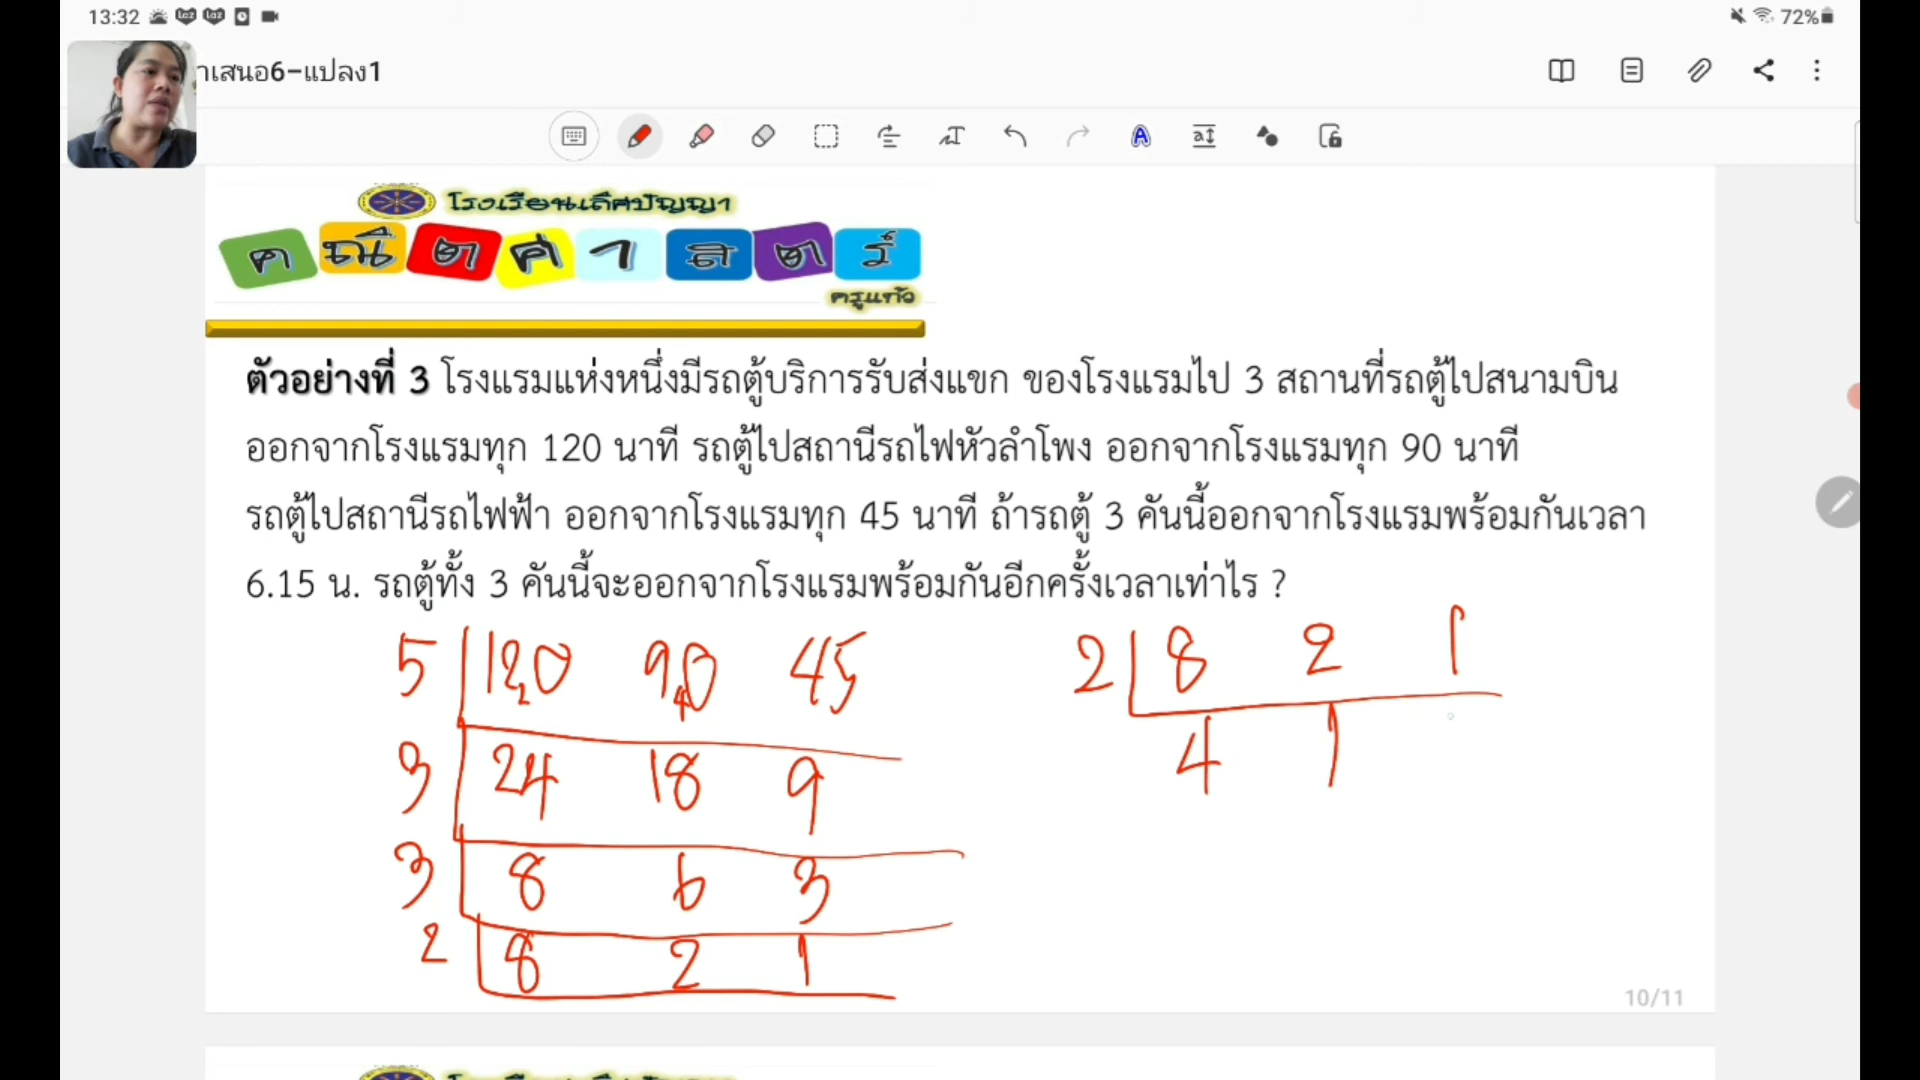 13:32
72%
าเสนอ6-แปลง1
โรงเรียนเลิศปัญญา
คณิตศาสตร์
ครูแก้ว
ตัวอย่างที่ 3 โรงแรมแห่งหนึ่งมีรถตู้บริการรับส่งแขก ของโรงแรมไป 3 สถานที่รถตู้ไปสนามบิน
ออกจากโรงแรมทุก 120 นาที รถตู้ไปสถานีรถไฟหัวลำโพง ออกจากโรงแรมทุก 90 นาที
รถตู้ไปสถานีรถไฟฟ้า ออกจากโรงแรมทุก 45 นาที ถ้ารถตู้ 3 คันนี้ออกจากโรงแรมพร้อมกันเวลา
6.15 น. รถตู้ทั้ง 3 คันนี้จะออกจากโรงแรมพร้อมกันอีกครั้งเวลาเท่าไร ?
5 120 90 45
2 4
3 24 18 9
3 8 6 3
2 8 2 1
2 8 2 1
4 1
10/11